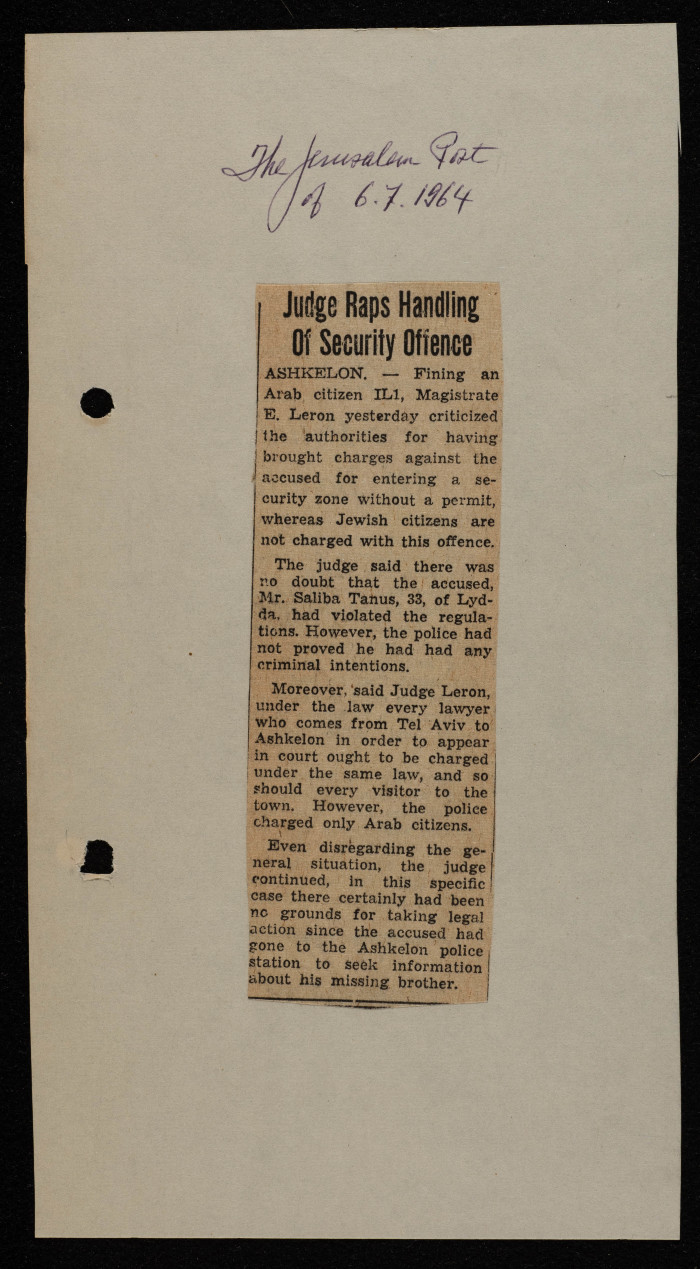 The Jerusalem Post
of 6.7.1964
Judge Raps Handling
Of Security Offence
ASHKELON. — Fining an
Arab citizen IL1, Magistrate
E. Leron yesterday criticized
the authorities for having
brought charges against the
accused for entering a se-
curity zone without a permit,
whereas Jewish citizens are
not charged with this offence.
The judge said there was
no doubt that the accused,
Mr. Saliba Tanus, 33, of Lyd-
da, had violated the regula-
tions. However, the police had
not proved he had had any
criminal intentions.
Moreover, said Judge Leron,
under the law every lawyer
who comes from Tel Aviv to
Ashkelon in order to appear
in court ought to be charged
under the same law, and so
should every visitor to the
town. However, the police
charged only Arab citizens.
Even disregarding the ge-
neral situation, the judge
continued, in this specific
case there certainly had been
no grounds for taking legal
action since the accused had
gone to the Ashkelon police
station to seek information
about his missing brother.